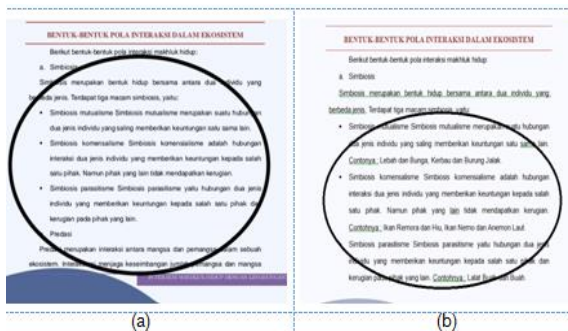 BENTUK-BENTUK POLA INTERAKSI DALAM EKOSISTEM
Berikut bentuk-bentuk pola interaksi makhluk hidup:
a. Simbiosis
Simbiosis merupakan bentuk hidup bersama antara dua individu yang
berbeda jenis. Terdapat tiga macam simbiosis, yaitu:
• Simbiosis mutualisme Simbiosis mutualisme merupakan suatu hubungan
dua jenis individu yang saling memberikan keuntungan satu sama lain.
• Simbiosis komensalisme Simbiosis komensalisme adalah hubungan
interaksi dua jenis individu yang memberikan keuntungan kepada salah
satu pihak. Namun pihak yang lain tidak mendapatkan kerugian.
• Simbiosis parasitisme Simbiosis parasitisme yaitu hubungan dua jenis
individu yang memberikan keuntungan kepada salah satu pihak dan
kerugian pada pihak yang lain.
Predasi
Predasi merupakan interaksi antara mangsa dan pemangsa dalam sebuah
ekosistem. menjaga keseimbangan jumlah pemangsa dan mangsa
(a)
BENTUK-BENTUK POLA INTERAKSI DALAM EKOSISTEM
Berikut bentuk-bentuk pola interaksi makhluk hidup:
a. Simbiosis
Simbiosis merupakan bentuk hidup bersama antara dua individu yang
berbeda jenis. Terdapat tiga macam simbiosis, yaitu:
• Simbiosis mutualisme Simbiosis mutualisme merupakan suatu hubungan
dua jenis individu yang saling memberikan keuntungan satu sama lain.
Contonya : Lebah dan Bunga, Kerbau dan Burung Jalak.
• Simbiosis komensalisme Simbiosis komensalisme adalah hubungan
interaksi dua jenis individu yang memberikan keuntungan kepada salah
satu pihak. Namun pihak yang lain tidak mendapatkan kerugian.
Contohnya : Ikan Remora dan Hiu, Ikan Nemo dan Anemon Laut.
Simbiosis parasitisme Simbiosis parasitisme yaitu hubungan dua jenis
individu yang memberikan keuntungan kepada salah satu pihak dan
kerugian pada pihak yang lain. Contohnya : Lalat Buah dan Buah.
(b)